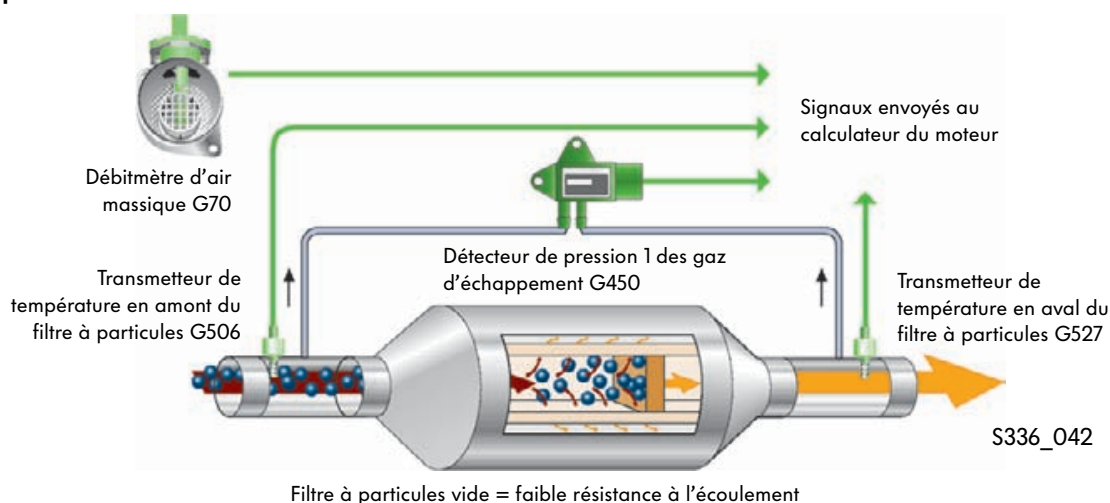 Signaux envoyés au
calculateur du moteur
Débitmètre d'air
massique G70
Détecteur de pression 1 des gaz
d'échappement G450
Transmetteur de
température en amont du
filtre à particules G506
Transmetteur de
température en aval du
filtre à particules G527
S336_042
Filtre à particules vide = faible résistance à l'écoulement